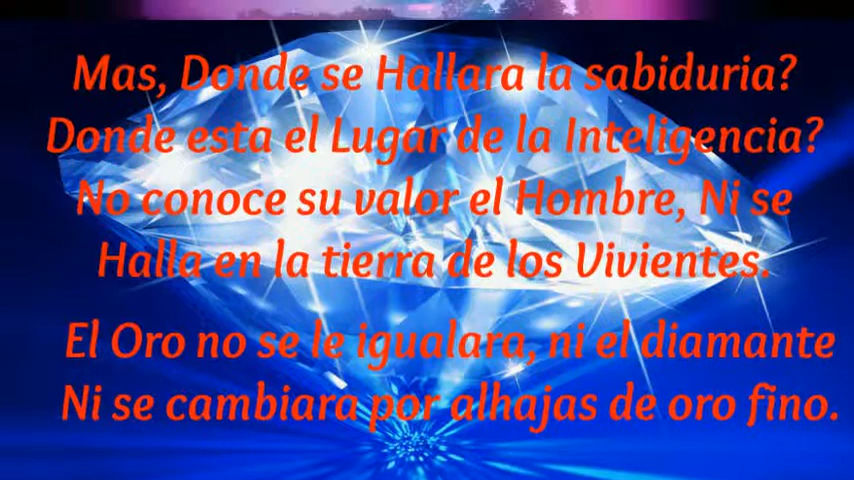 Mas, Donde se Hallara la sabiduria?
Donde esta el Lugar de la Inteligencia?
No conoce su valor el Hombre, Ni se
Halla en la tierra de los Vivientes.
El Oro no se le igualara, ni el diamante
Ni se cambiara por alhajas de oro fino.